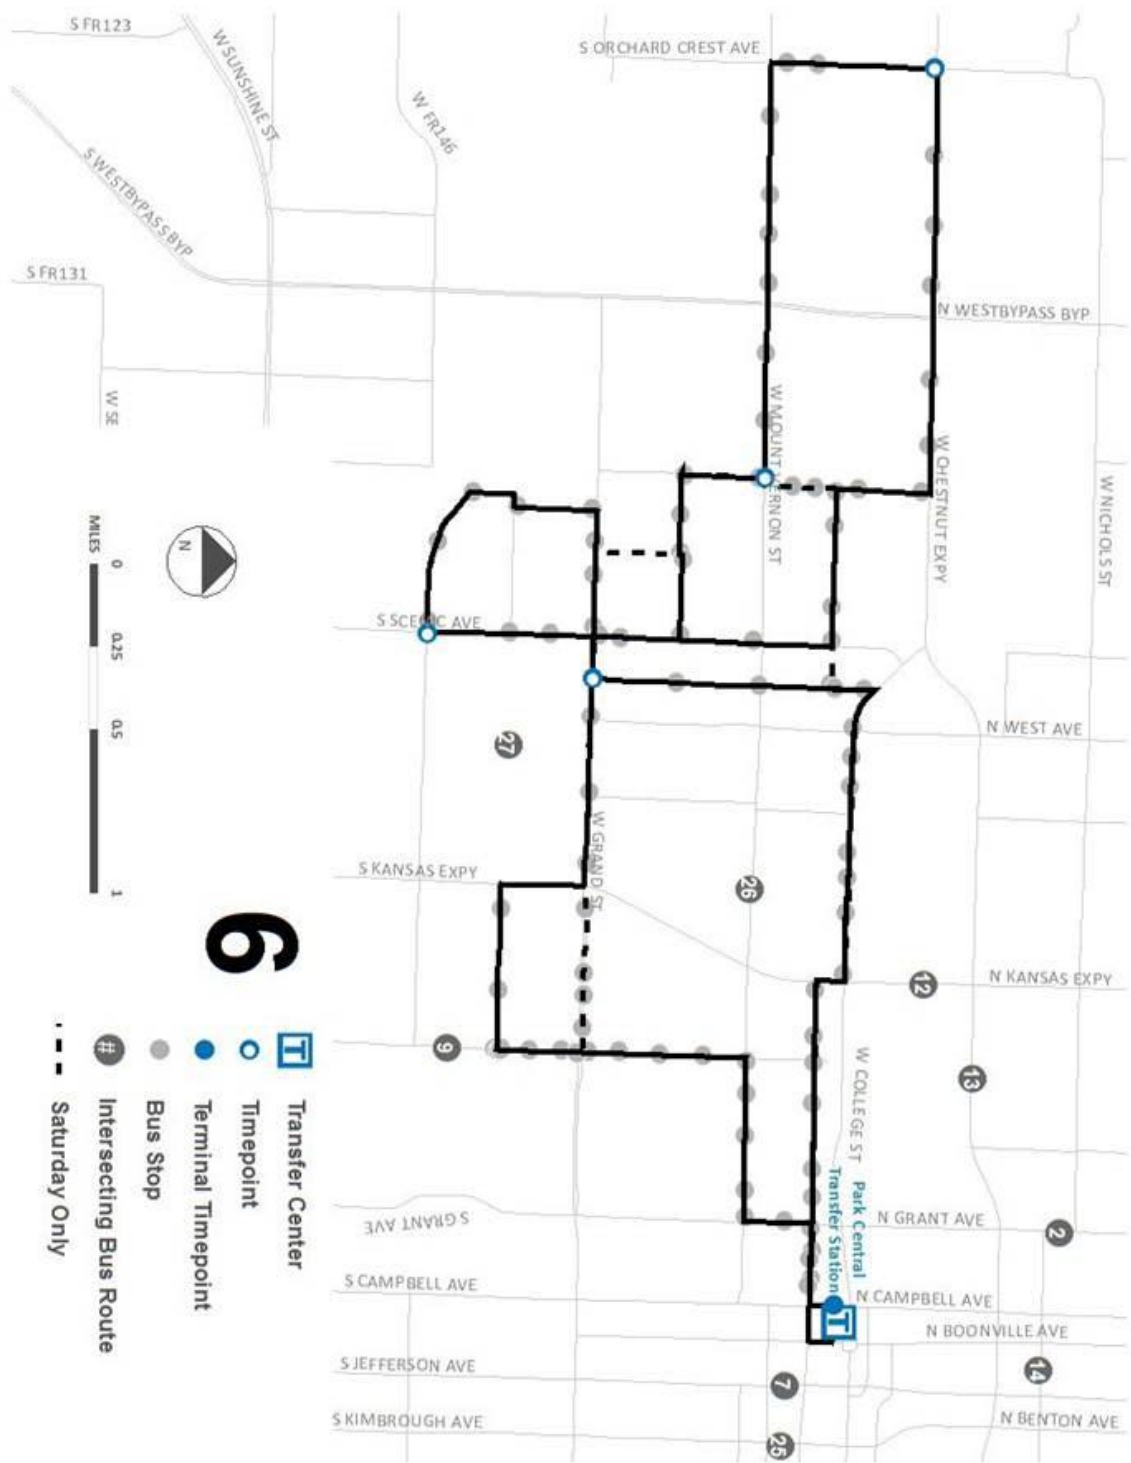 S FR123
W SUNSHINE ST
W FR146
S ORCHARD CREST AVE
S WESTBYPASS BYP
S FR131
N WESTBYPASS BYP
W SE
W MOUNT VERNON ST
W CHESTNUT EXPY
W NICHOLS ST
MILES
0
0.25
0.5
1
N
S SCENIC AVE
N WEST AVE
27
W GRAND ST
S KANSAS EXPY
26
N KANSAS EXPY
12
6
9
13
W COLLEGE ST
Park Central
Transfer Station
S GRANT AVE
N GRANT AVE
2
S CAMPBELL AVE
N CAMPBELL AVE
T
N BOONVILLE AVE
S JEFFERSON AVE
7
14
S KIMBROUGH AVE
25
N BENTON AVE
T Transfer Center
Timepoint
Terminal Timepoint
Bus Stop
# Intersecting Bus Route
Saturday Only